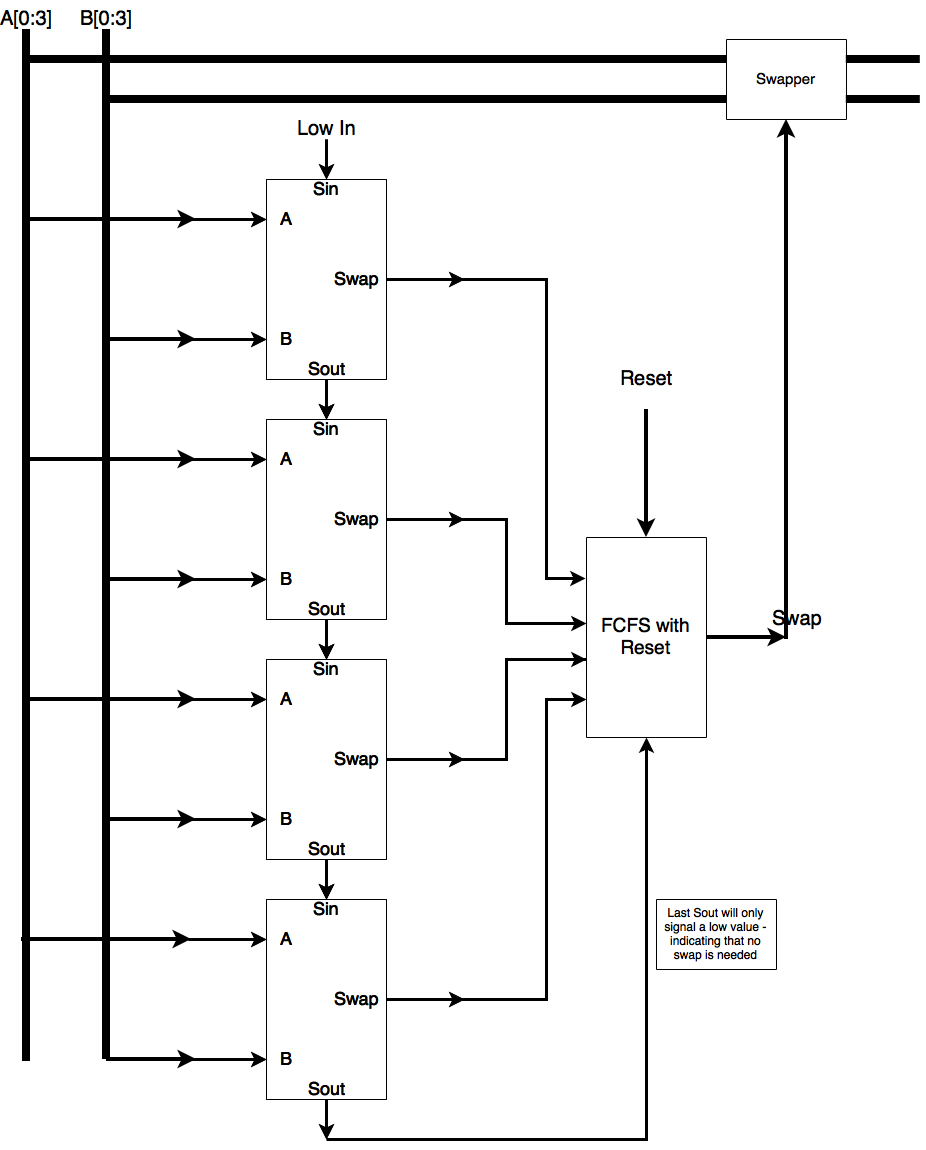 A[0:3]
B[0:3]
Swapper
Low In
Sin
A
Swap
B
Sout
Sin
A
Swap
B
Sout
Sin
A
Swap
B
Sout
Sin
A
Swap
B
Sout
Reset
FCFS with
Reset
Swap
Last Sout will only
signal a low value -
indicating that no
swap is needed